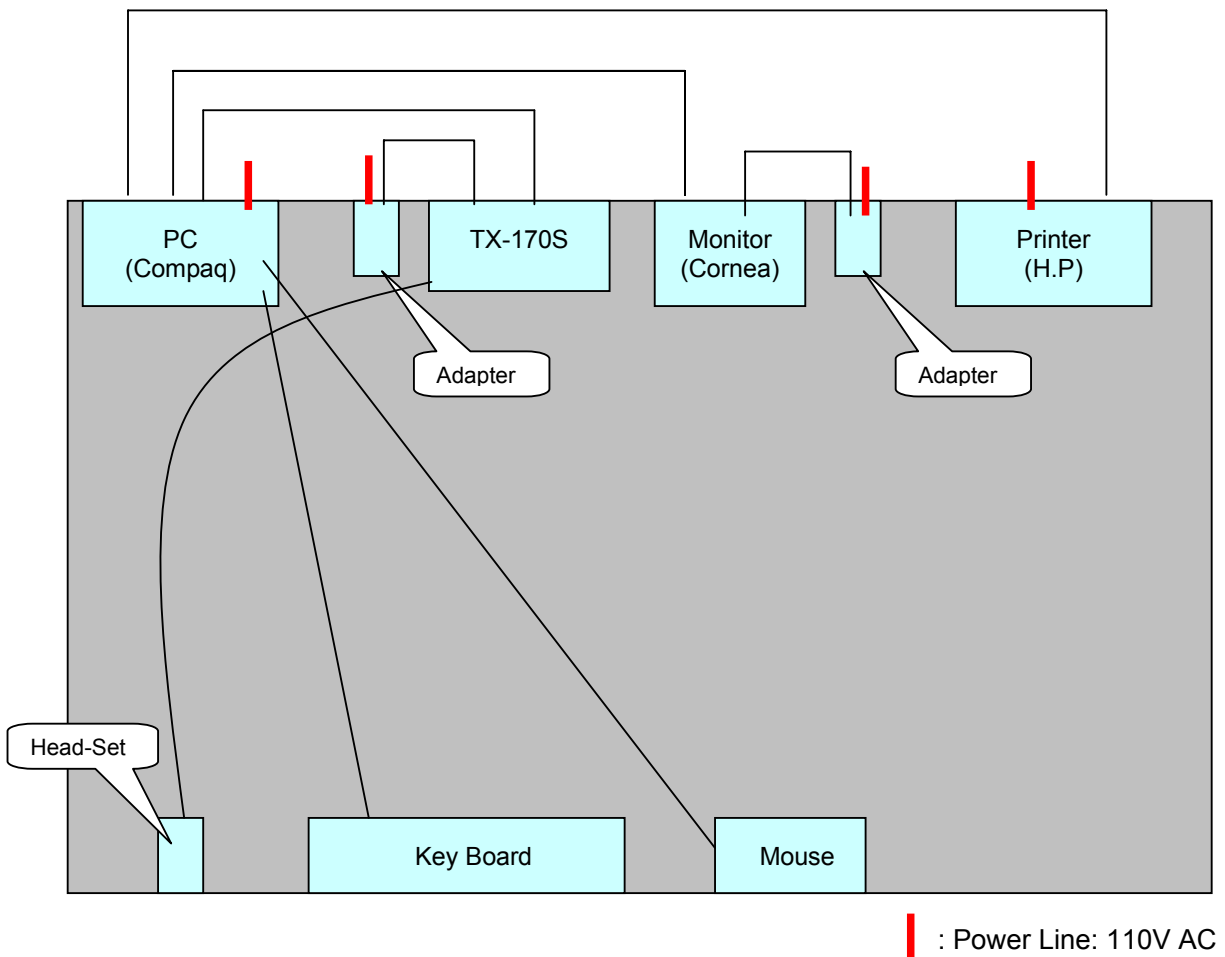 PC
(Compaq)
TX-170S
Monitor
(Cornea)
Printer
(H.P)
Adapter
Adapter
Head-Set
Key Board
Mouse
: Power Line: 110V AC